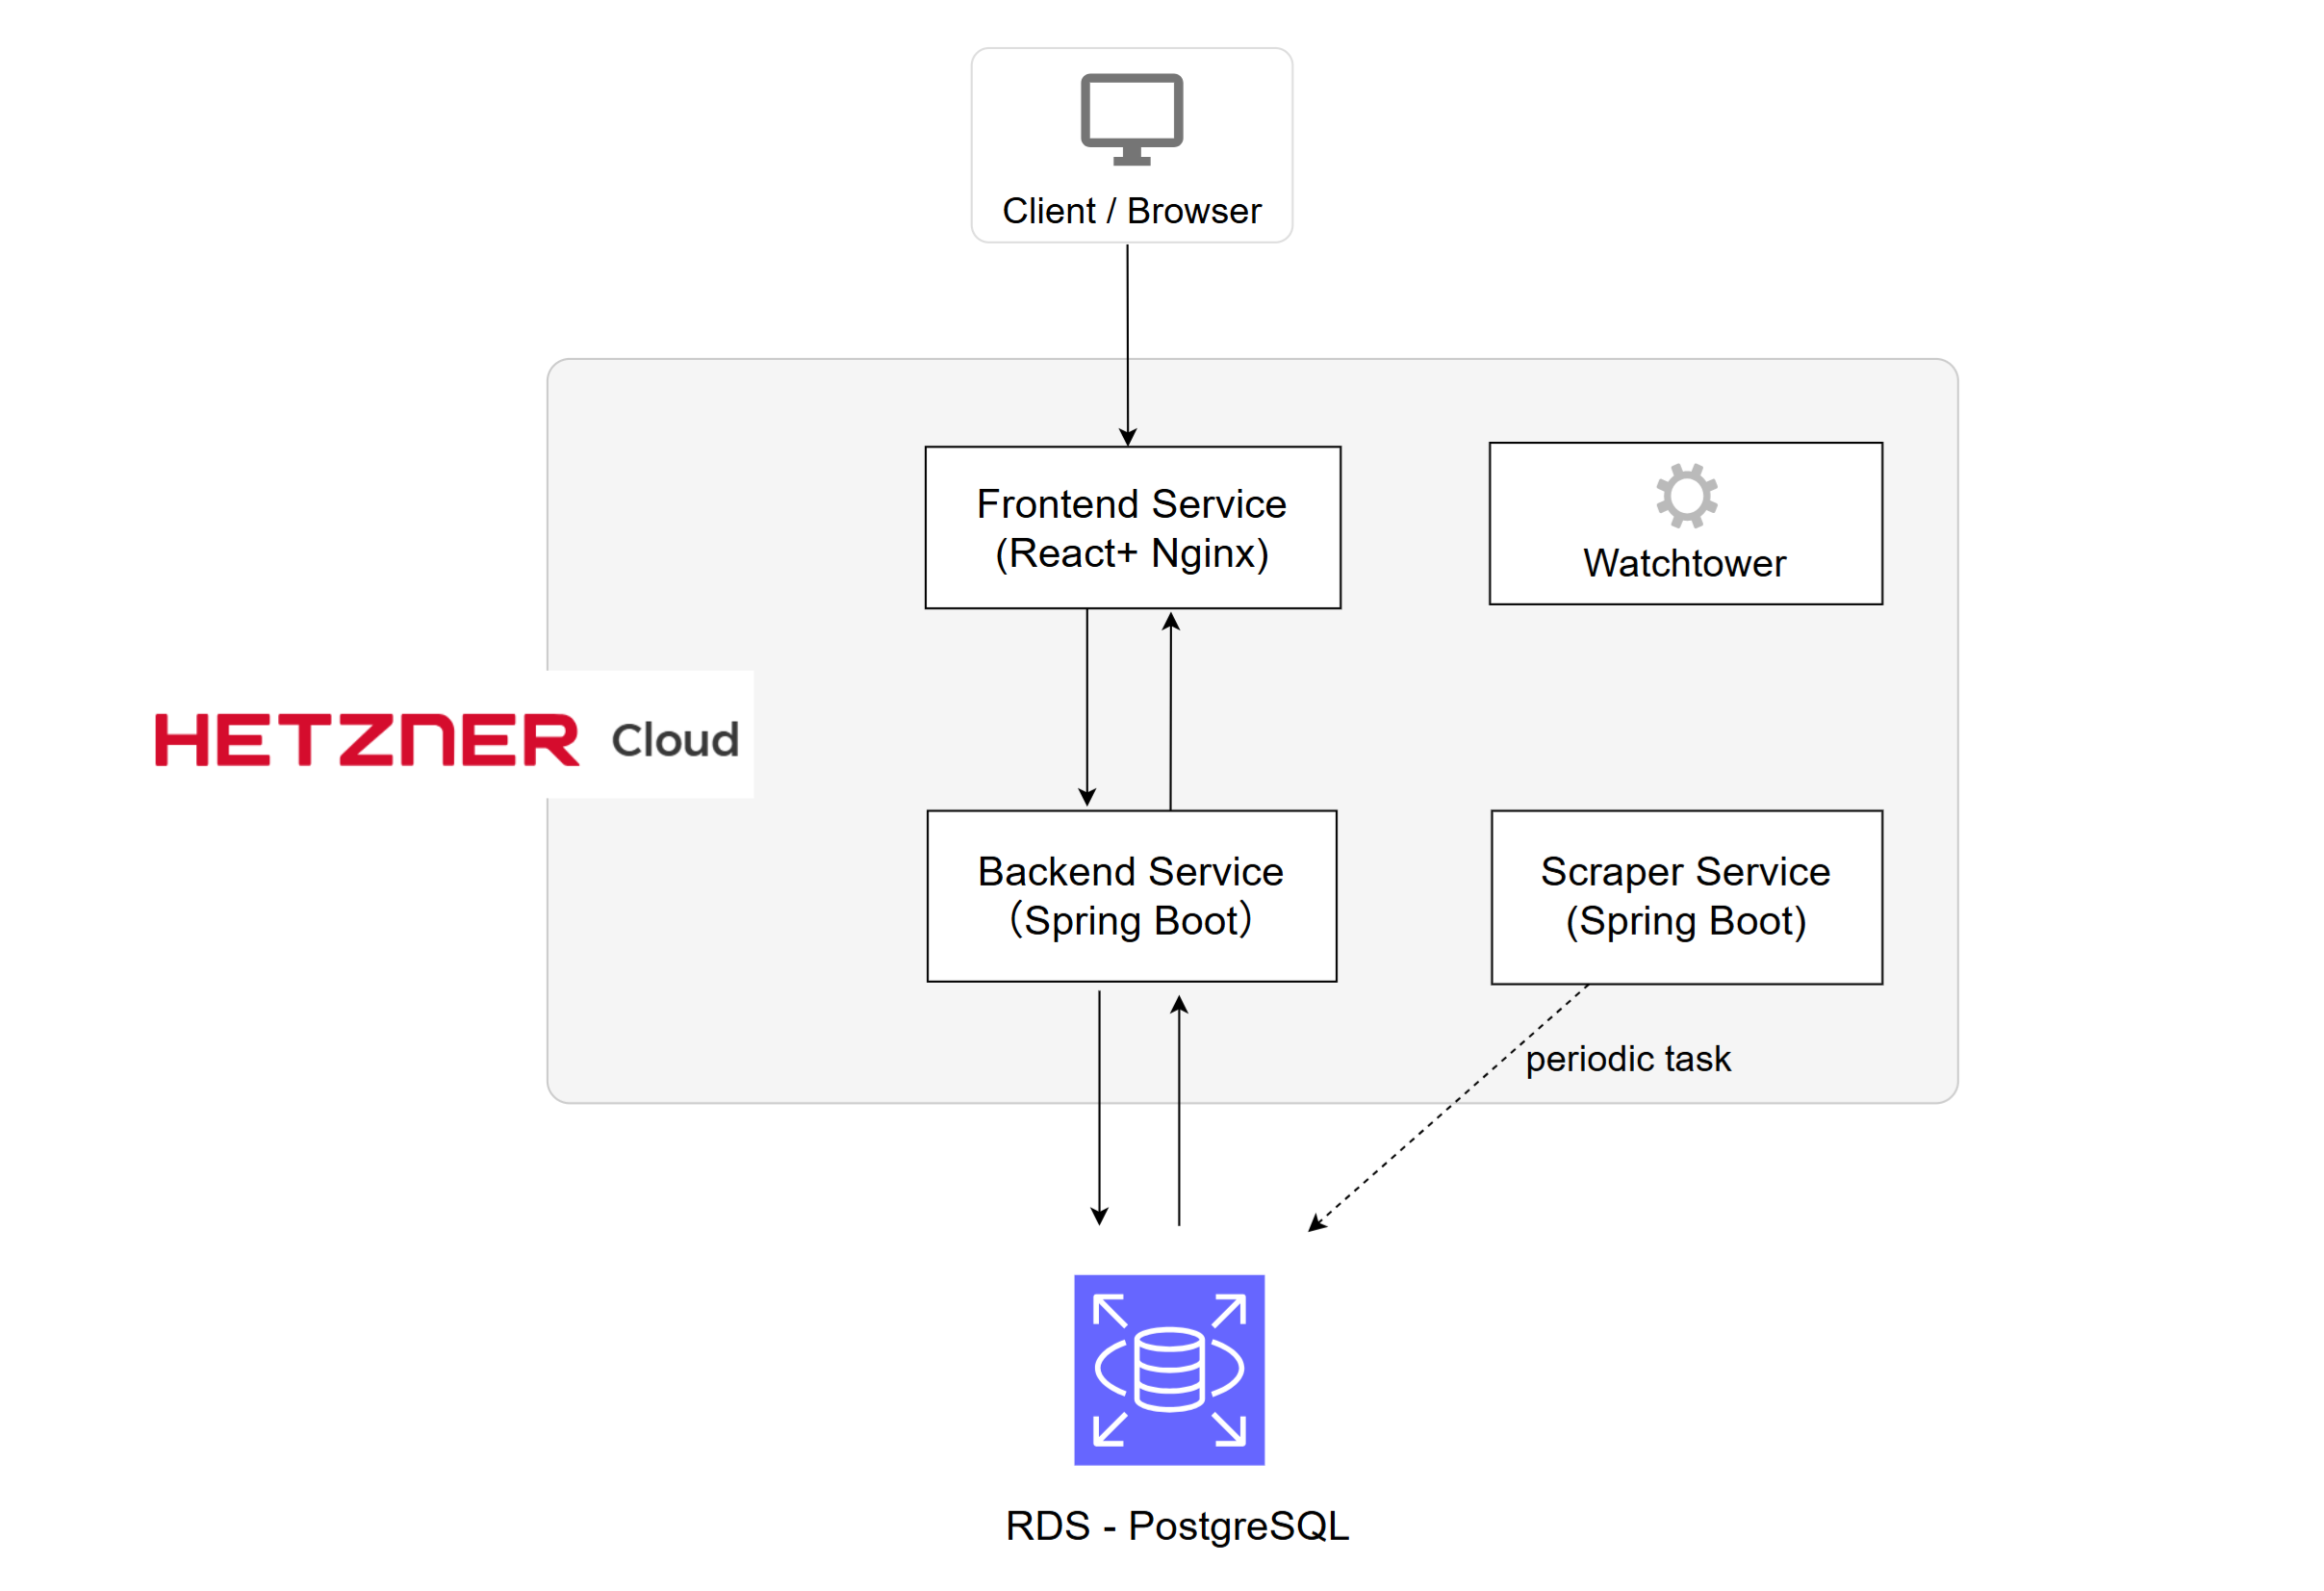 Client / Browser
Frontend Service
(React+ Nginx)
Watchtower
HETZNER Cloud
Backend Service
（Spring Boot）
Scraper Service
(Spring Boot)
periodic task
RDS - PostgreSQL